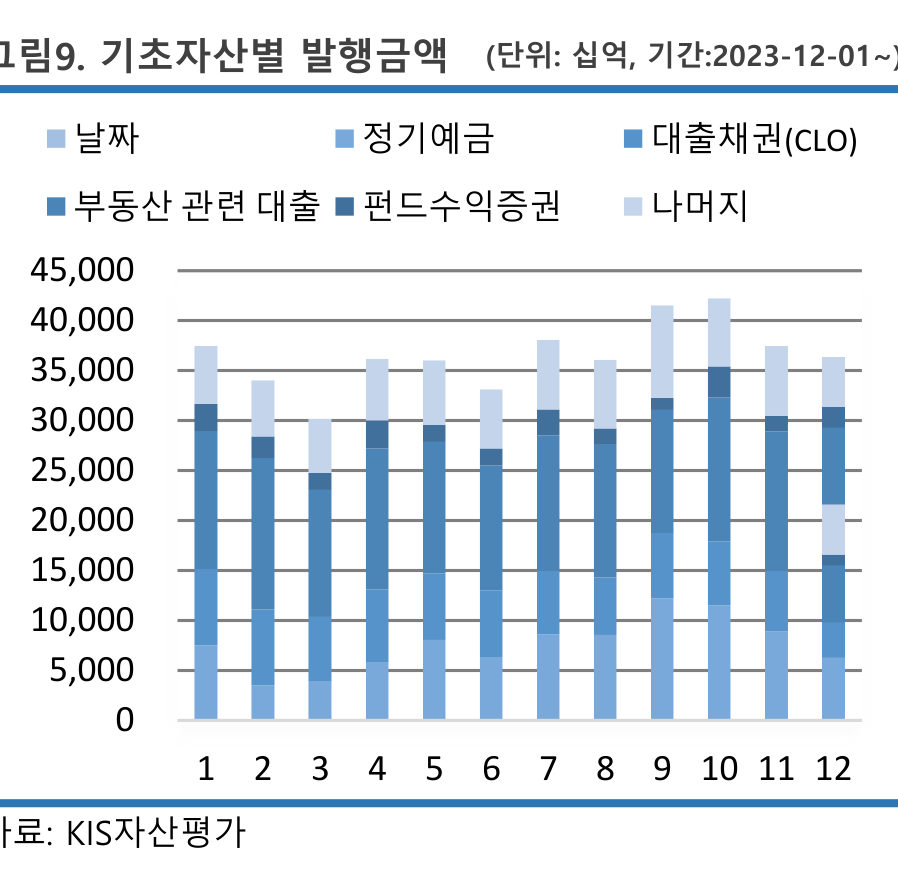 그림9. 기초자산별 발행금액 (단위: 십억, 기간:2023-12-01~)
날짜 정기예금 대출채권(CLO)
부동산 관련 대출 펀드수익증권 나머지
45,000
40,000
35,000
30,000
25,000
20,000
15,000
10,000
5,000
0
1 2 3 4 5 6 7 8 9 10 11 12
자료: KIS자산평가